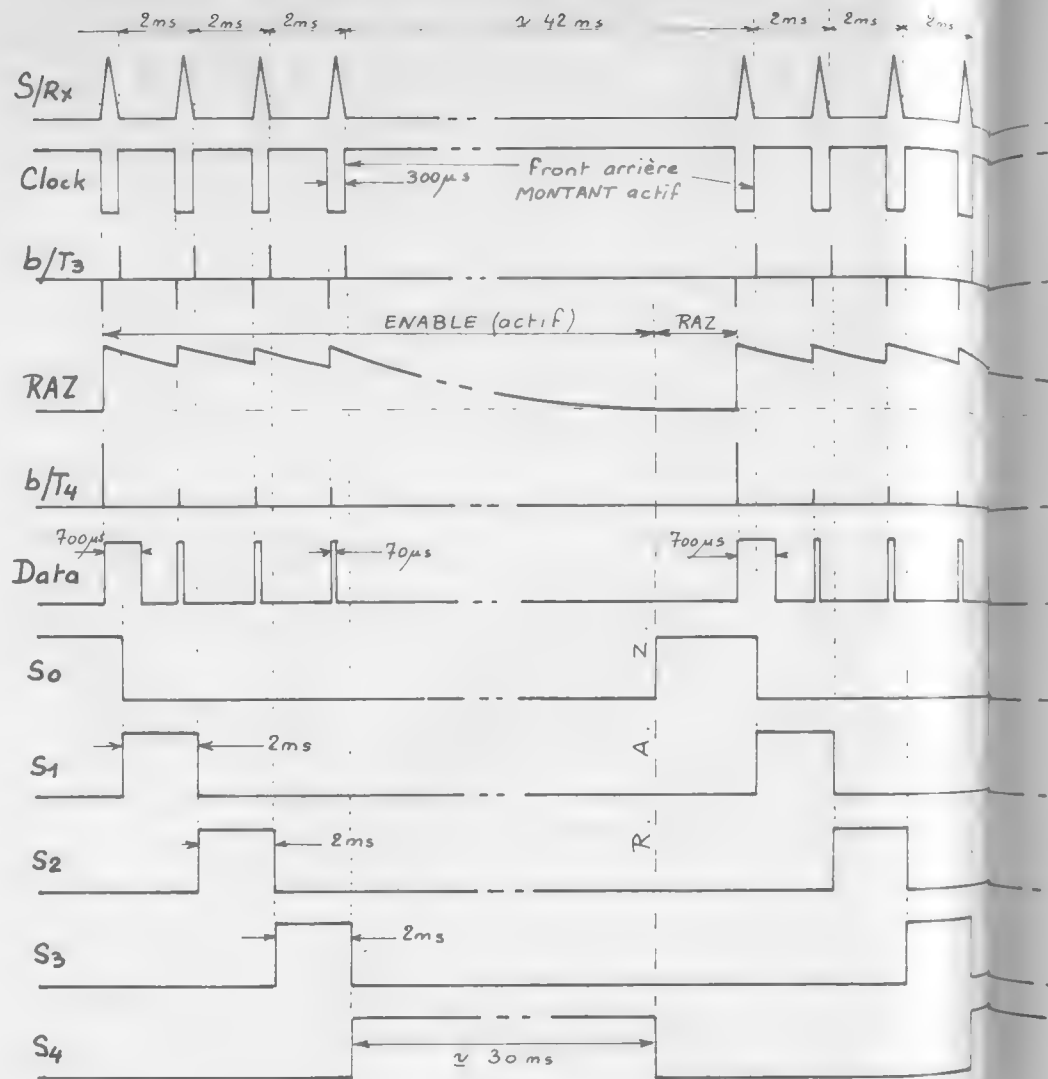 2ms 2ms 2ms ≃ 42 ms 2ms 2ms 2ms
S/Rx
Clock
300µs
Front arrière
MONTANT actif
b/T3
ENABLE (actif) RAZ
RAZ
b/T4
700µs 70µs 700µs
Data
S0
R. A. Z.
S1 2ms
S2 2ms
S3 2ms
S4 ≃ 30 ms